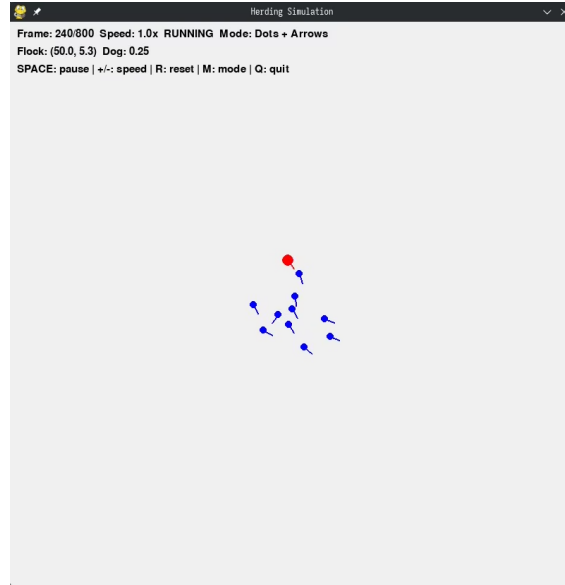 Herding Simulation
Frame: 240/800 Speed: 1.0x RUNNING Mode: Dots + Arrows
Flock: (50.0, 5.3) Dog: 0.25
SPACE: pause | +/-: speed | R: reset | M: mode | Q: quit